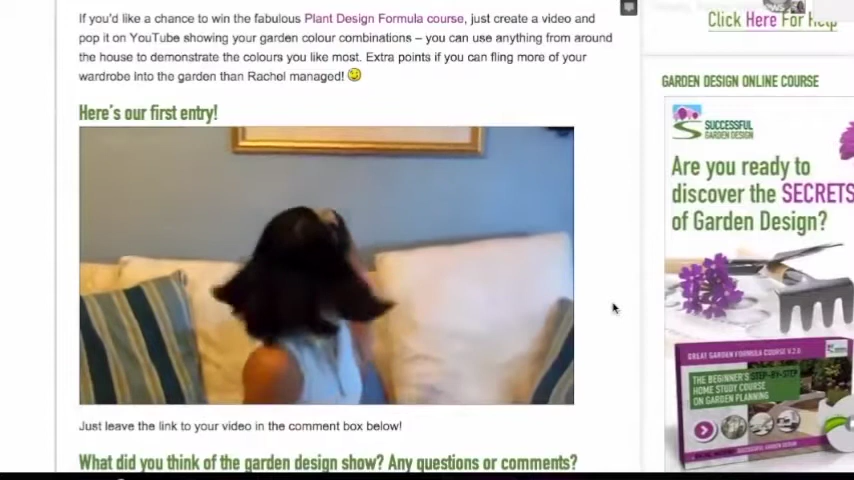 If you'd like a chance to win the fabulous Plant Design Formula course, just create a video and
pop it on YouTube showing your garden colour combinations – you can use anything from around
the house to demonstrate the colours you like most. Extra points if you can fling more of your
wardrobe into the garden than Rachel managed!
Here's our first entry!
Just leave the link to your video in the comment box below!
What did you think of the garden design show? Any questions or comments?
Click Here For Help
GARDEN DESIGN ONLINE COURSE
SUCCESSFUL
GARDEN DESIGN
Are you ready to
discover the SECRETS
of Garden Design?
GREAT GARDEN FORMULA COURSE V.2.0
THE BEGINNER'S STEP-BY-STEP
HOME STUDY COURSE
ON GARDEN PLANNING
SUCCESSFUL GARDEN DESIGN